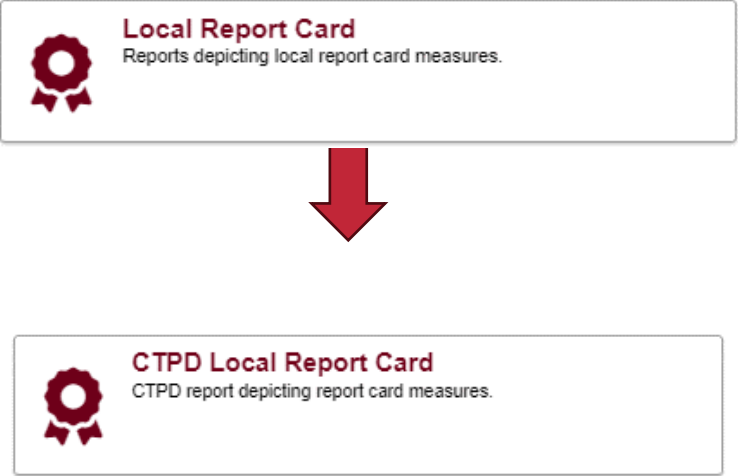 Local Report Card
Reports depicting local report card measures.
CTPD Local Report Card
CTPD report depicting report card measures.